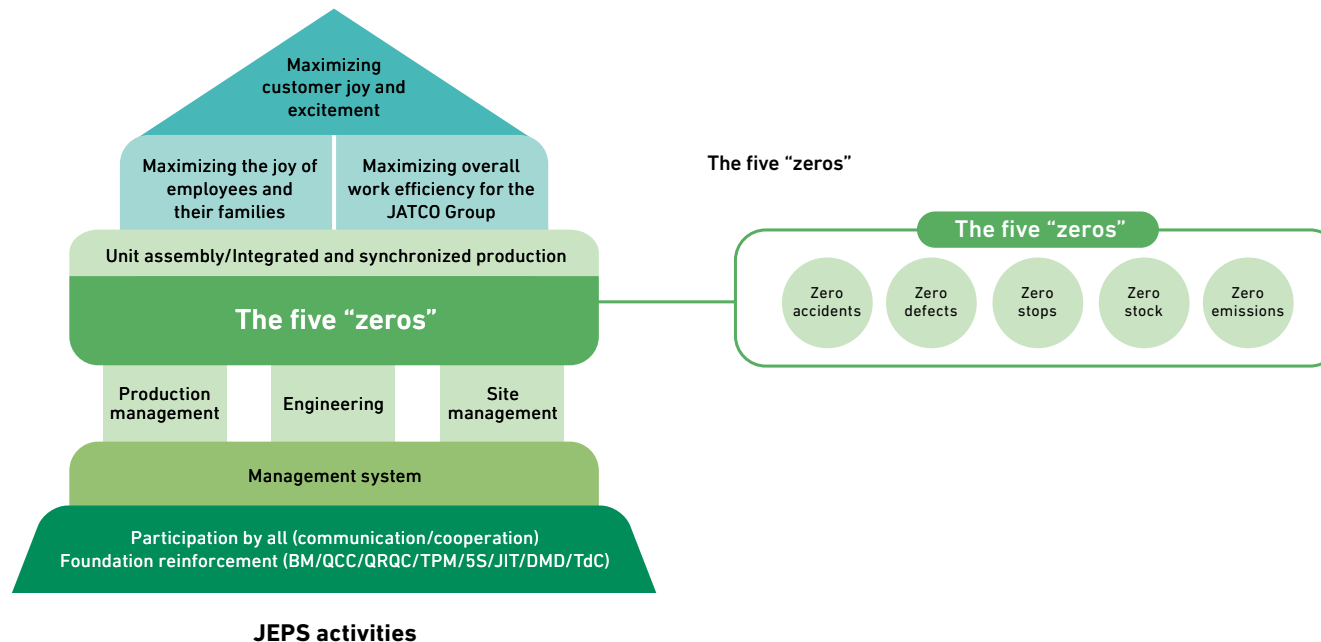 Maximizing
customer joy and
excitement
Maximizing the joy of
employees and
their families
Maximizing overall
work efficiency for the
JATCO Group
Unit assembly/Integrated and synchronized production
The five “zeros”
Production
management
Engineering
Site
management
Management system
Participation by all (communication/cooperation)
Foundation reinforcement (BM/QCC/QRQC/TPM/5S/JIT/DMD/TdC)
JEPS activities
The five “zeros”
The five “zeros”
Zero
accidents
Zero
defects
Zero
stops
Zero
stock
Zero
emissions